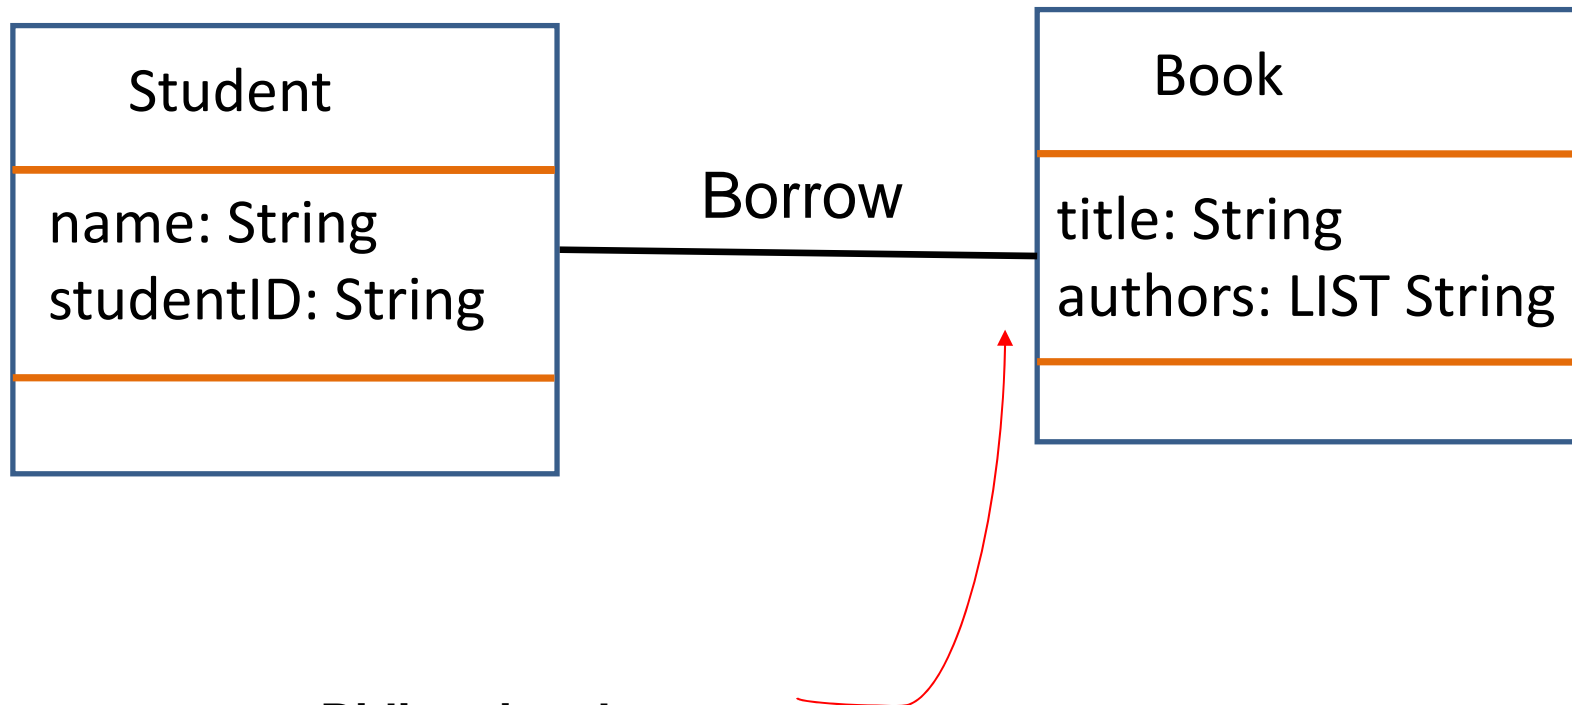 Student
name: String
studentID: String
Borrow
Book
title: String
authors: LIST String